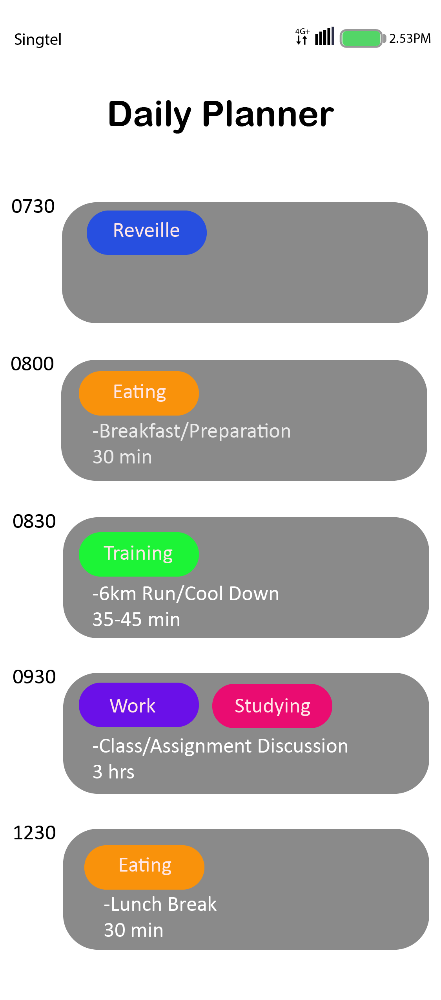 Singtel
4G+
2.53PM
Daily Planner
0730
Reveille
0800
Eating
-Breakfast/Preparation
30 min
0830
Training
-6km Run/Cool Down
35-45 min
0930
Work
Studying
-Class/Assignment Discussion
3 hrs
1230
Eating
-Lunch Break
30 min